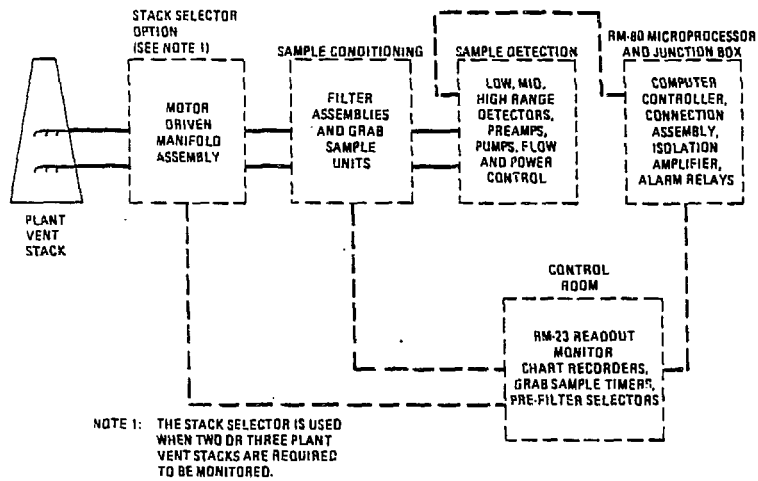 STACK SELECTOR
OPTION
(SEE NOTE 1)
SAMPLE CONDITIONING
SAMPLE DETECTION
RM-80 MICROPROCESSOR
AND JUNCTION BOX
MOTOR
DRIVEN
MANIFOLD
ASSEMBLY
FILTER
ASSEMBLIES
AND GRAB
SAMPLE
UNITS
LOW, MID,
HIGH RANGE
DETECTORS,
PREAMPS,
PUMPS, FLOW
AND POWER
CONTROL
COMPUTER
CONTROLLER,
CONNECTION
ASSEMBLY,
ISOLATION
AMPLIFIER,
ALARM RELAYS
PLANT
VENT
STACK
CONTROL
ROOM
RM-23 READOUT
MONITOR
CHART RECORDERS,
GRAB SAMPLE TIMERS,
PRE-FILTER SELECTORS
NOTE 1: THE STACK SELECTOR IS USED
WHEN TWO OR THREE PLANT
VENT STACKS ARE REQUIRED
TO BE MONITORED.